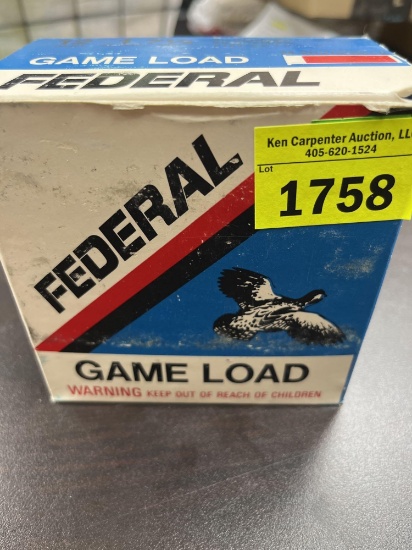 GAME LOAD
FEDERAL
Ken Carpenter Auction, LLC
405-620-1524
Lot
1758
FEDERAL
GAME LOAD
WARNING KEEP OUT OF REACH OF CHILDREN